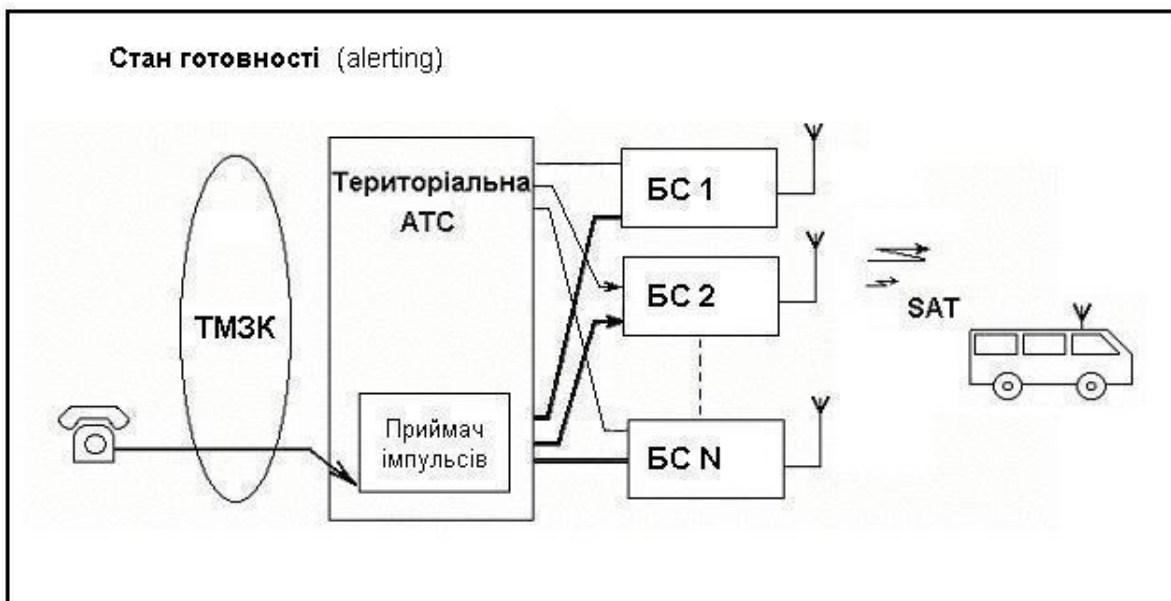 Стан готовності (alerting)
Територіальна
АТС
БС 1
БС 2
ТМЗК
SAT
Приймач
імпульсів
БС N